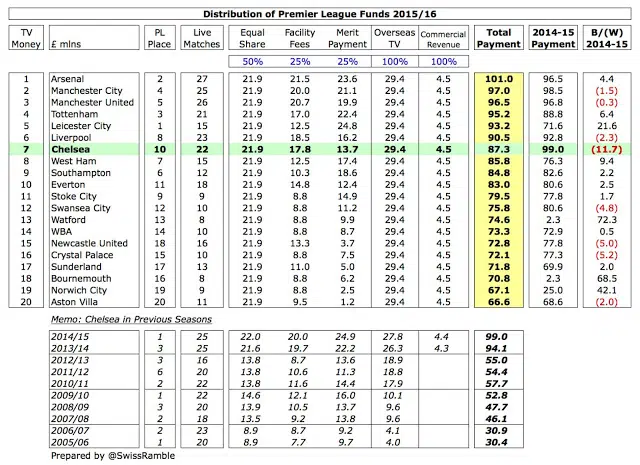 Distribution of Premier League Funds 2015/16
TV Money £ mlns PL Place Live Matches Equal Share Facility Fees Merit Payment Overseas TV Commercial Revenue Total Payment 2014-15 Payment B/(W) 2014-15
50% 25% 25% 100% 100%
1 Arsenal 2 27 21.9 21.5 23.6 29.4 4.5 101.0 96.5 4.4
2 Manchester City 4 25 21.9 20.0 21.1 29.4 4.5 97.0 98.5 (1.5)
3 Manchester United 5 26 21.9 20.7 19.9 29.4 4.5 96.5 96.8 (0.3)
4 Tottenham 3 21 21.9 17.0 22.4 29.4 4.5 95.2 88.8 6.4
5 Leicester City 1 15 21.9 12.5 24.8 29.4 4.5 93.2 71.6 21.6
6 Liverpool 8 23 21.9 18.5 16.2 29.4 4.5 90.5 92.8 (2.3)
7 Chelsea 10 22 21.9 17.8 13.7 29.4 4.5 87.3 99.0 (11.7)
8 West Ham 7 15 21.9 12.5 17.4 29.4 4.5 85.8 76.3 9.4
9 Southampton 6 12 21.9 10.3 18.6 29.4 4.5 84.8 82.6 2.2
10 Everton 11 18 21.9 14.8 12.4 29.4 4.5 83.0 80.6 2.5
11 Stoke City 9 9 21.9 8.8 14.9 29.4 4.5 79.5 77.8 1.7
12 Swansea City 12 10 21.9 8.8 11.2 29.4 4.5 75.8 80.6 (4.8)
13 Watford 13 8 21.9 8.8 9.9 29.4 4.5 74.6 2.3 72.3
14 WBA 14 10 21.9 8.8 8.7 29.4 4.5 73.3 72.9 0.5
15 Newcastle United 18 16 21.9 13.3 3.7 29.4 4.5 72.8 77.8 (5.0)
16 Crystal Palace 15 10 21.9 8.8 7.5 29.4 4.5 72.1 77.3 (5.2)
17 Sunderland 17 13 21.9 11.0 5.0 29.4 4.5 71.8 69.9 2.0
18 Bournemouth 16 8 21.9 8.8 6.2 29.4 4.5 70.8 2.3 68.5
19 Norwich City 19 9 21.9 8.8 2.5 29.4 4.5 67.1 25.0 42.1
20 Aston Villa 20 11 21.9 9.5 1.2 29.4 4.5 66.6 68.6 (2.0)
Memo: Chelsea in Previous Seasons
2014/15 1 25 22.0 20.0 24.9 27.8 4.4 99.0
2013/14 3 25 21.6 19.7 22.2 26.3 4.3 94.1
2012/13 3 16 13.8 8.7 13.6 18.9 55.0
2011/12 6 20 13.8 10.6 11.3 18.8 54.4
2010/11 2 22 13.8 11.6 14.4 17.9 57.7
2009/10 1 22 14.6 12.1 16.0 10.1 52.8
2008/09 3 20 13.9 10.5 13.7 9.6 47.7
2007/08 2 18 13.5 9.2 13.8 9.6 46.1
2006/07 2 23 8.9 8.7 9.2 4.1 30.9
2005/06 1 20 8.9 7.7 9.7 4.0 30.4
Prepared by @SwissRamble